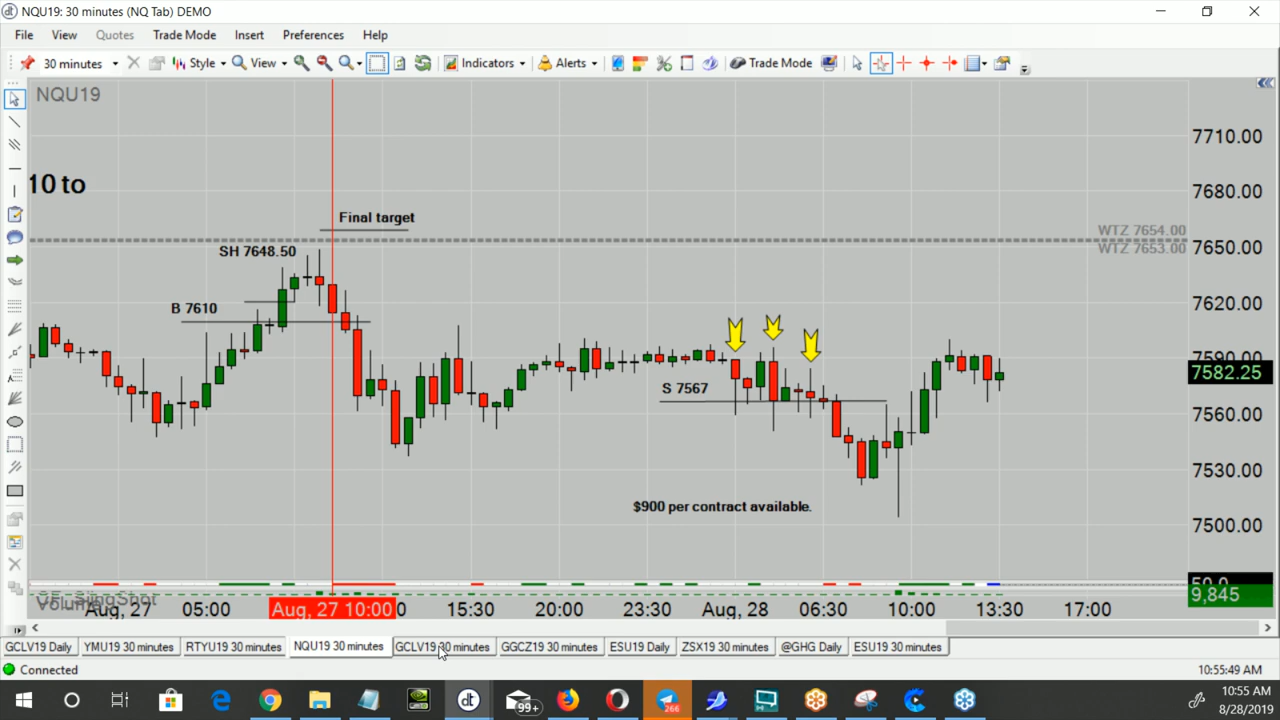 NQU19: 30 minutes (NQ Tab) DEMO
File View Quotes Trade Mode Insert Preferences Help
30 minutes Style View Indicators Alerts Trade Mode
NQU19
7710.00
10 to
7680.00
Final target
WTZ 7654.00
SH 7648.50
7650.00
WTZ 7653.00
B 7610
7620.00
7590.00
7582.25
S 7567
7560.00
7530.00
$900 per contract available.
7500.00
50.0
9,845
Aug, 27 05:00 Aug, 27 10:00 15:30 20:00 23:30 Aug, 28 06:30 10:00 13:30 17:00
GCLV19 Daily YMU19 30 minutes RTYU19 30 minutes NQU19 30 minutes GCLV19 30 minutes GGCZ19 30 minutes ESU19 Daily ZSX19 30 minutes @GHG Daily ESU19 30 minutes
Connected 10:55:49 AM
dt 99+ 266 10:55 AM
8/28/2019